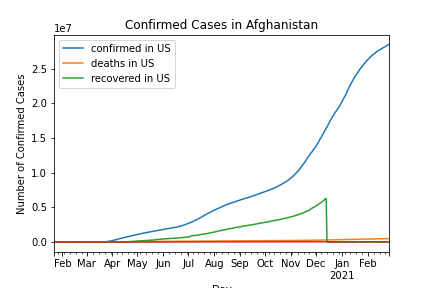 Confirmed Cases in Afghanistan
1e7
confirmed in US
deaths in US
recovered in US
Number of Confirmed Cases
2.5
2.0
1.5
1.0
0.5
0.0
Feb Mar Apr May Jun Jul Aug Sep Oct Nov Dec Jan Feb
2021